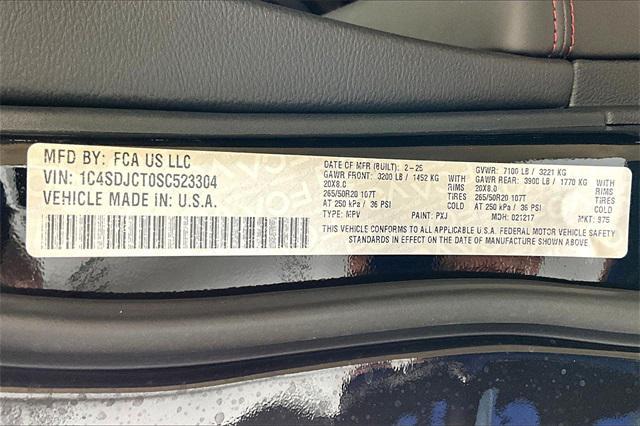 MFD BY: FCA US LLC
VIN: 1C4SDJCT0SC523304
VEHICLE MADE IN: U.S.A.
DATE OF MFR (BUILT): 2-25
GAWR FRONT: 3200 LB / 1452 KG WITH
20X8.0 RIMS
265/50R20 107T TIRES
AT 250 kPa / 36 PSI COLD
TYPE: MPV PAINT: PXJ
GVWR: 7100 LB / 3221 KG
GAWR REAR: 3900 LB / 1770 KG WITH
20X8.0 RIMS
265/50R20 107T TIRES
AT 250 kPa / 36 PSI COLD
MDH: 021217 MKT: 975
THIS VEHICLE CONFORMS TO ALL APPLICABLE U.S.A. FEDERAL MOTOR VEHICLE SAFETY
STANDARDS IN EFFECT ON THE DATE OF MANUFACTURE SHOWN ABOVE.